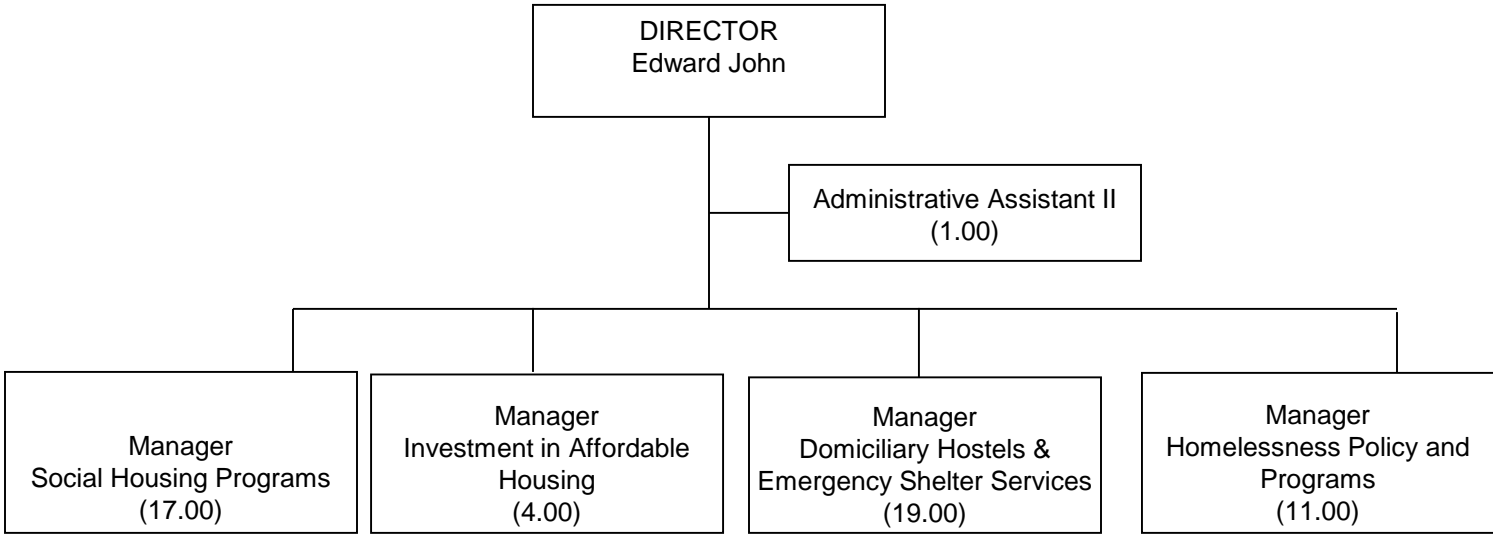 DIRECTOR
Edward John
Administrative Assistant II
(1.00)
Manager
Social Housing Programs
(17.00)
Manager
Investment in Affordable
Housing
(4.00)
Manager
Domiciliary Hostels &
Emergency Shelter Services
(19.00)
Manager
Homelessness Policy and
Programs
(11.00)